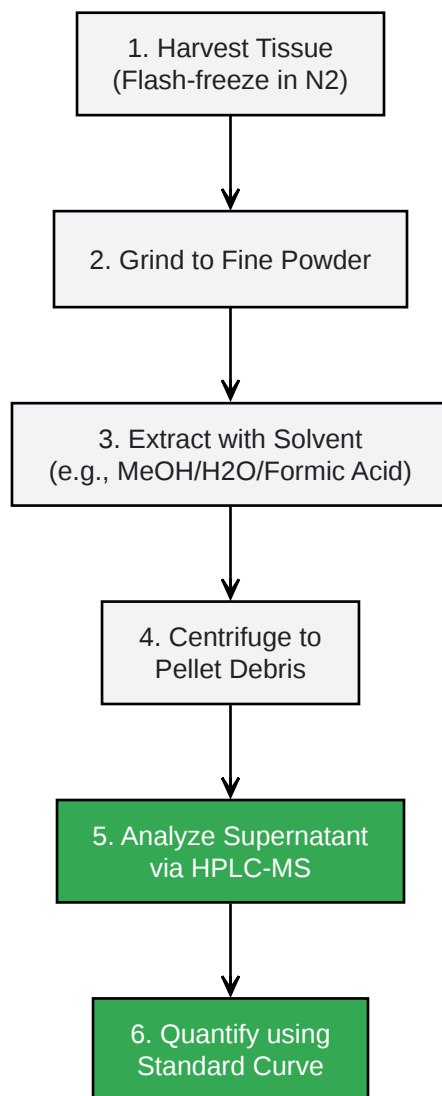 1. Harvest Tissue
(Flash-freeze in N2)
2. Grind to Fine Powder
3. Extract with Solvent
(e.g., MeOH/H2O/Formic Acid)
4. Centrifuge to
Pellet Debris
5. Analyze Supernatant
via HPLC-MS
6. Quantify using
Standard Curve